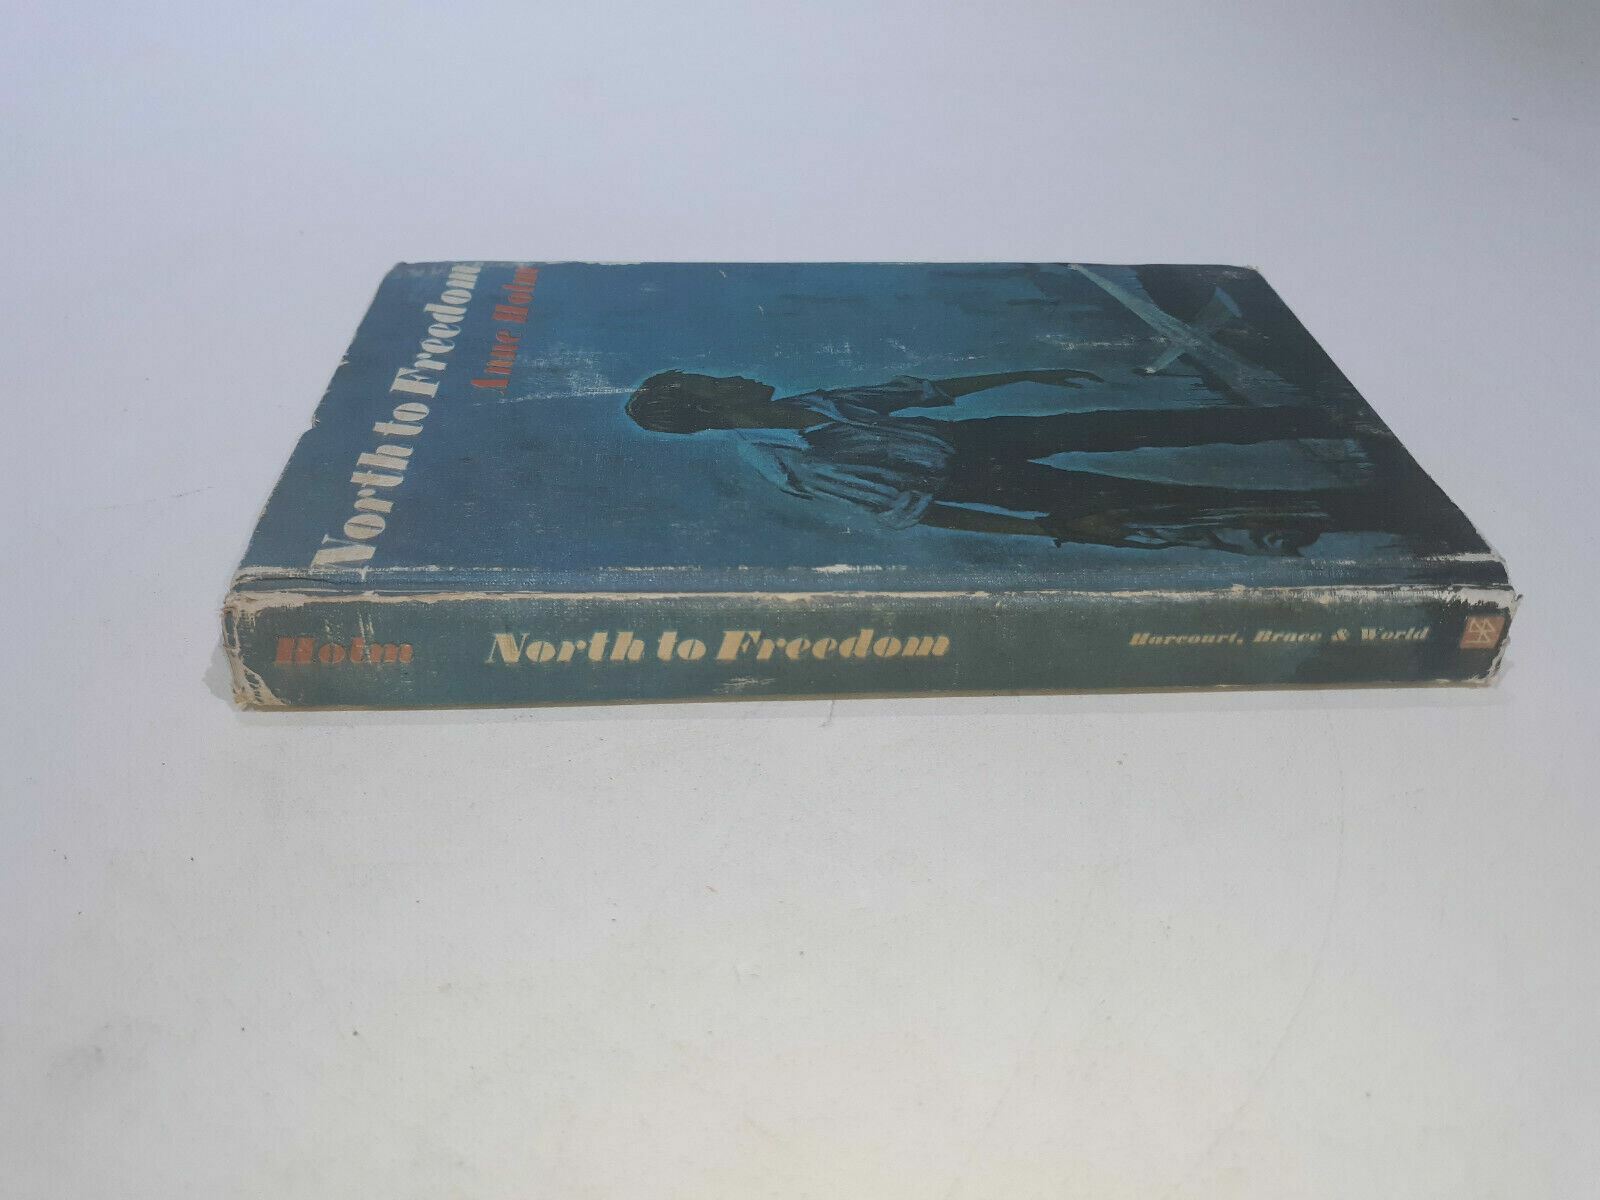 North to Freedom
Anne Holm
Holm North to Freedom Harcourt, Brace & World